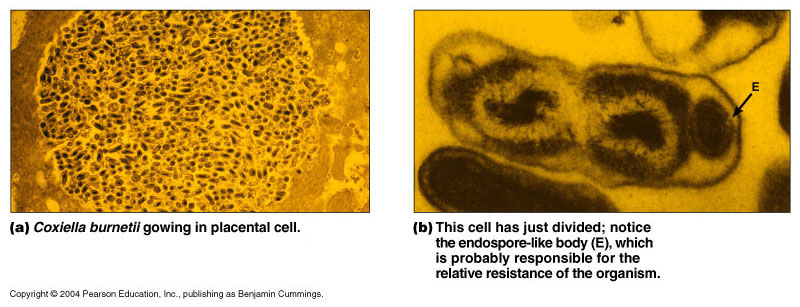 E
(a) Coxiella burnetii gowing in placental cell.
(b) This cell has just divided; notice
the endospore-like body (E), which
is probably responsible for the
relative resistance of the organism.
Copyright © 2004 Pearson Education, Inc., publishing as Benjamin Cummings.